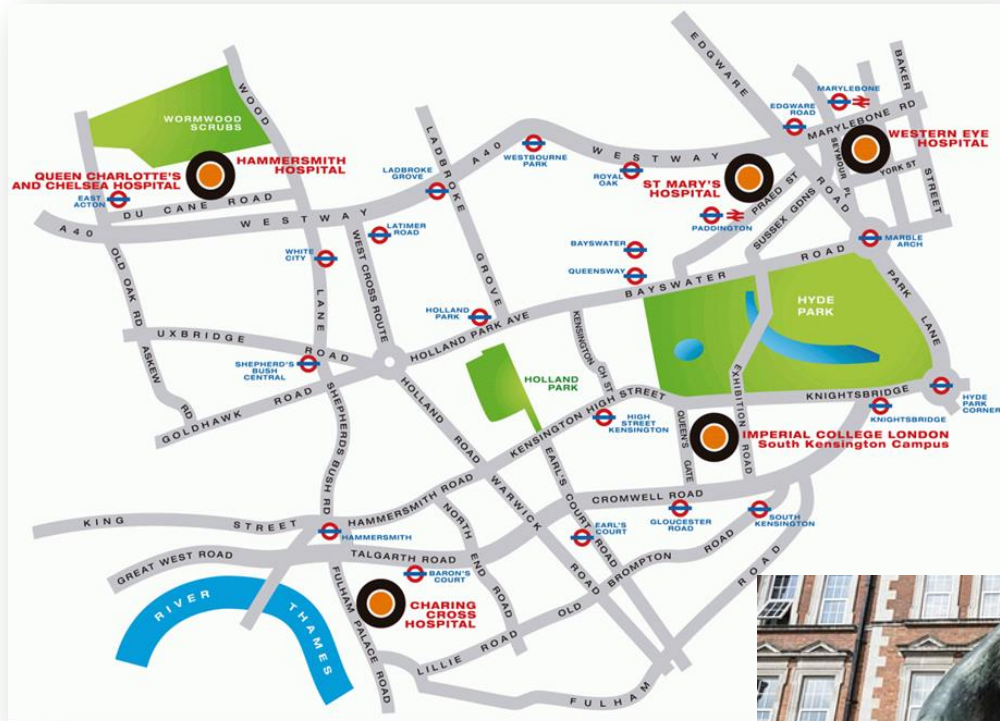 EDGWARE
MARYLEBONE
BAKER
EDGWARE
ROAD
MARYLEBONE RD
WESTERN EYE
HOSPITAL
WOOD
WORMWOOD
SCRUBS
HAMMERSMITH
HOSPITAL
QUEEN CHARLOTTE'S
AND CHELSEA HOSPITAL
EAST
ACTON
DU CANE ROAD
A40
WESTWAY
LADBROKE
LADBROKE
GROVE
A40
WESTBOURNE
PARK
WESTWAY
ROYAL
OAK
ST MARY'S
HOSPITAL
PRAED ST
SEYMOUR PL
YORK ST
STREET
ROAD
PADDINGTON
SUSSEX GDNS
LATIMER
ROAD
WHITE
CITY
WEST CROSS ROUTE
OLD OAK RD
LANE
GROVE
BAYSWATER
QUEENSWAY
BAYSWATER
ROAD
MARBLE
ARCH
PARK
LANE
HYDE
PARK
HOLLAND
PARK
HOLLAND PARK AVE
KENSINGTON
CH ST
UXBRIDGE
ROAD
SHEPHERD'S
BUSH
CENTRAL
ASKEW
RD
GOLDHAWK
ROAD
HOLLAND
ROAD
HOLLAND
PARK
KENSINGTON HIGH STREET
HIGH
STREET
KENSINGTON
QUEEN'S
GATE
EXHIBITION ROAD
KNIGHTSBRIDGE
KNIGHTSBRIDGE
HYDE
PARK
CORNER
IMPERIAL COLLEGE LONDON
South Kensington Campus
SHEPHERDS BUSH RD
HAMMERSMITH ROAD
EARL'S COURT ROAD
WARWICK
ROAD
CROMWELL ROAD
GLOUCESTER
ROAD
SOUTH
KENSINGTON
KING
STREET
HAMMERSMITH
NORTH
END ROAD
EARL'S
COURT
GREAT WEST ROAD
TALGARTH ROAD
BARON'S
COURT
OLD
BROMPTON
ROAD
ROAD
RIVER
THAMES
FULHAM PALACE ROAD
CHARING
CROSS
HOSPITAL
LILLIE ROAD
FULHAM